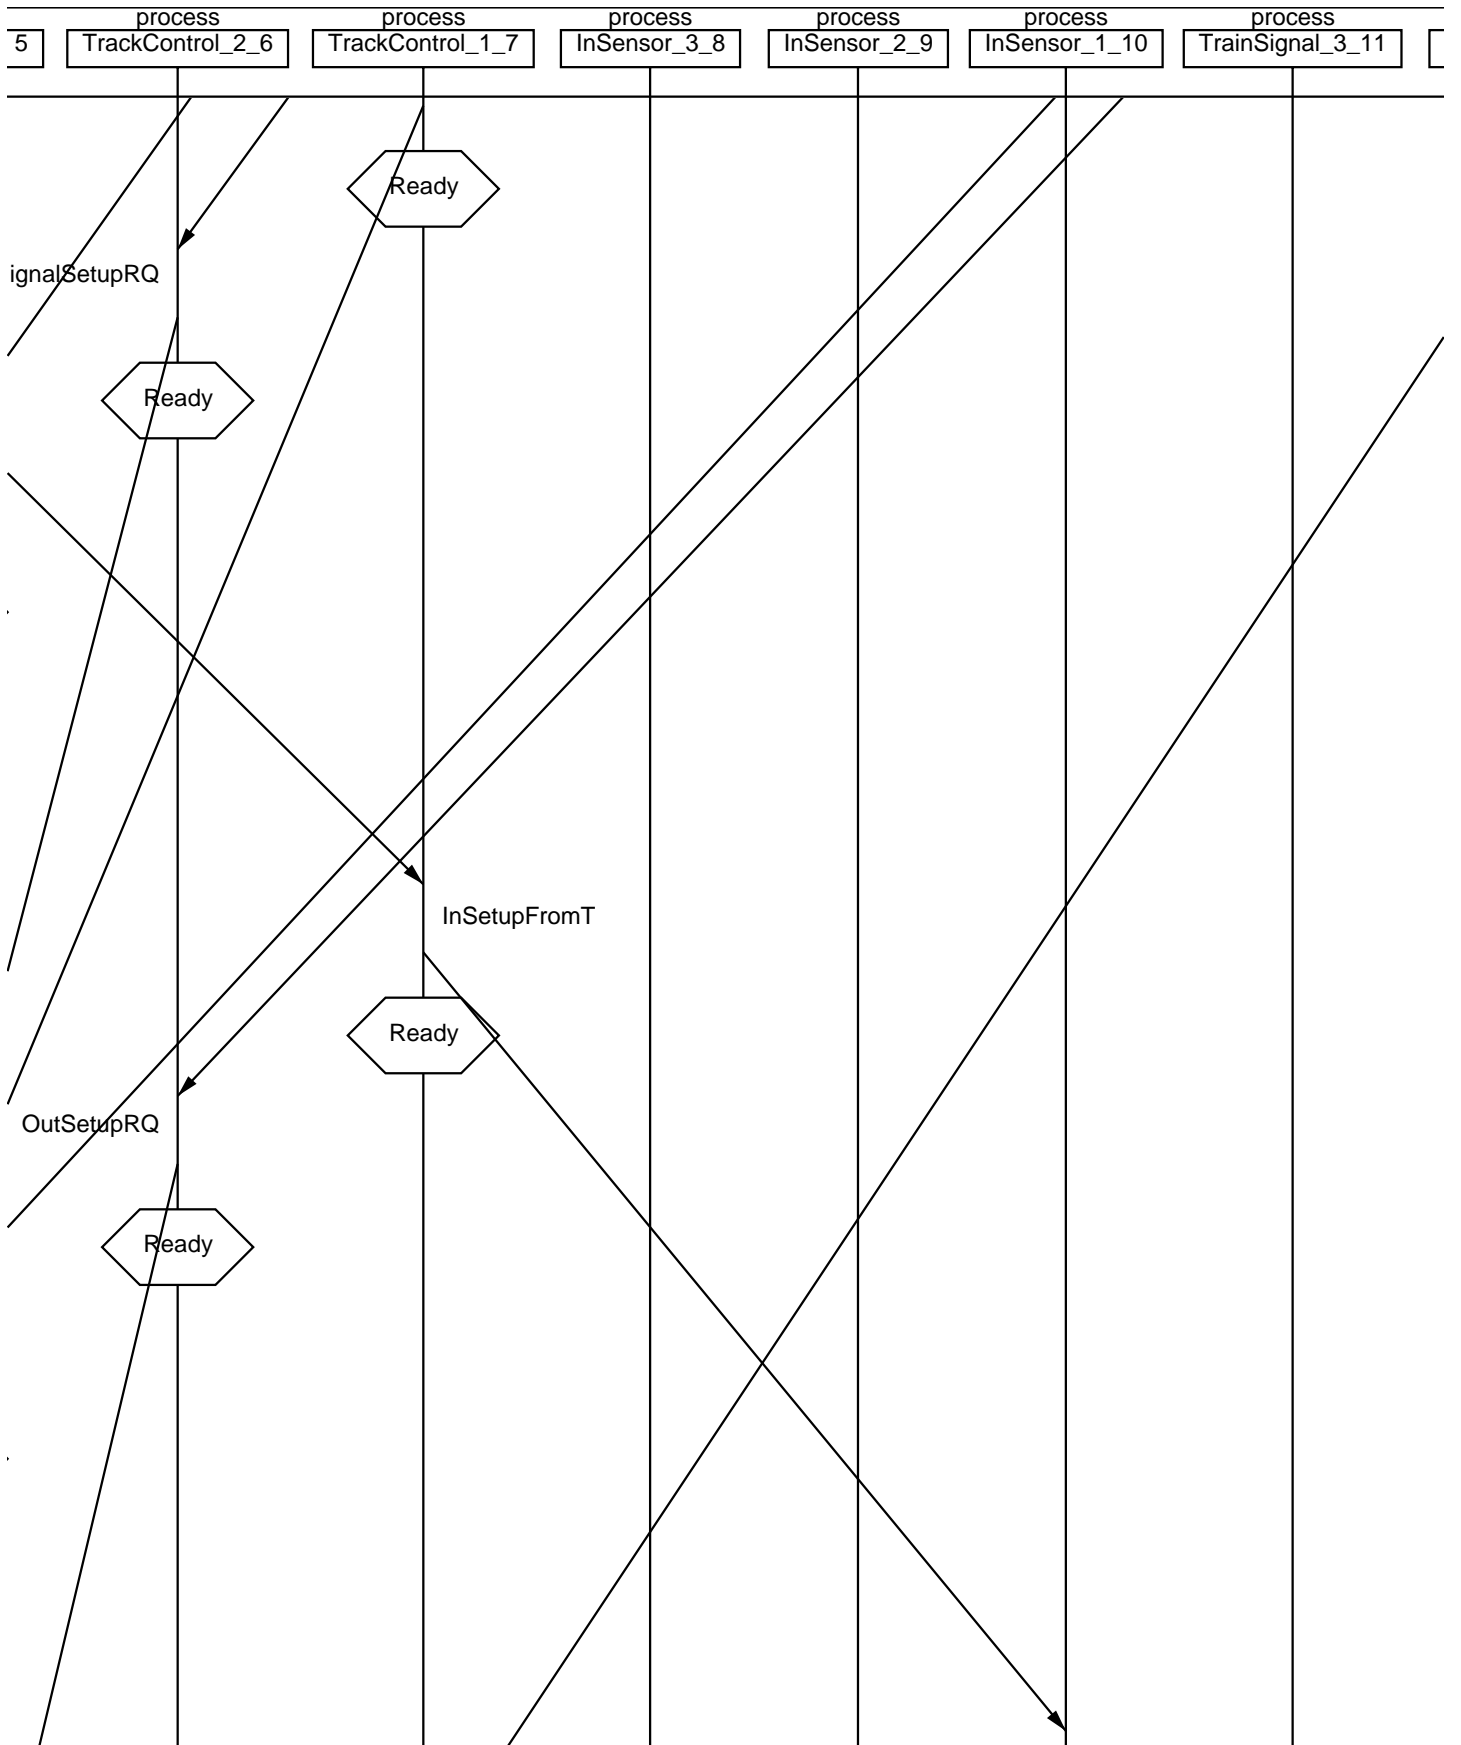 process process process process process process
5 TrackControl_2_6 TrackControl_1_7 InSensor_3_8 InSensor_2_9 InSensor_1_10 TrainSignal_3_11
Ready
ignalSetupRQ
Ready
InSetupFromT
Ready
OutSetupRQ
Ready